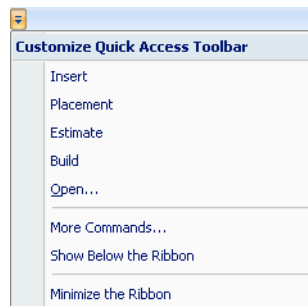 Customize Quick Access Toolbar
Insert
Placement
Estimate
Build
Open...
More Commands...
Show Below the Ribbon
Minimize the Ribbon